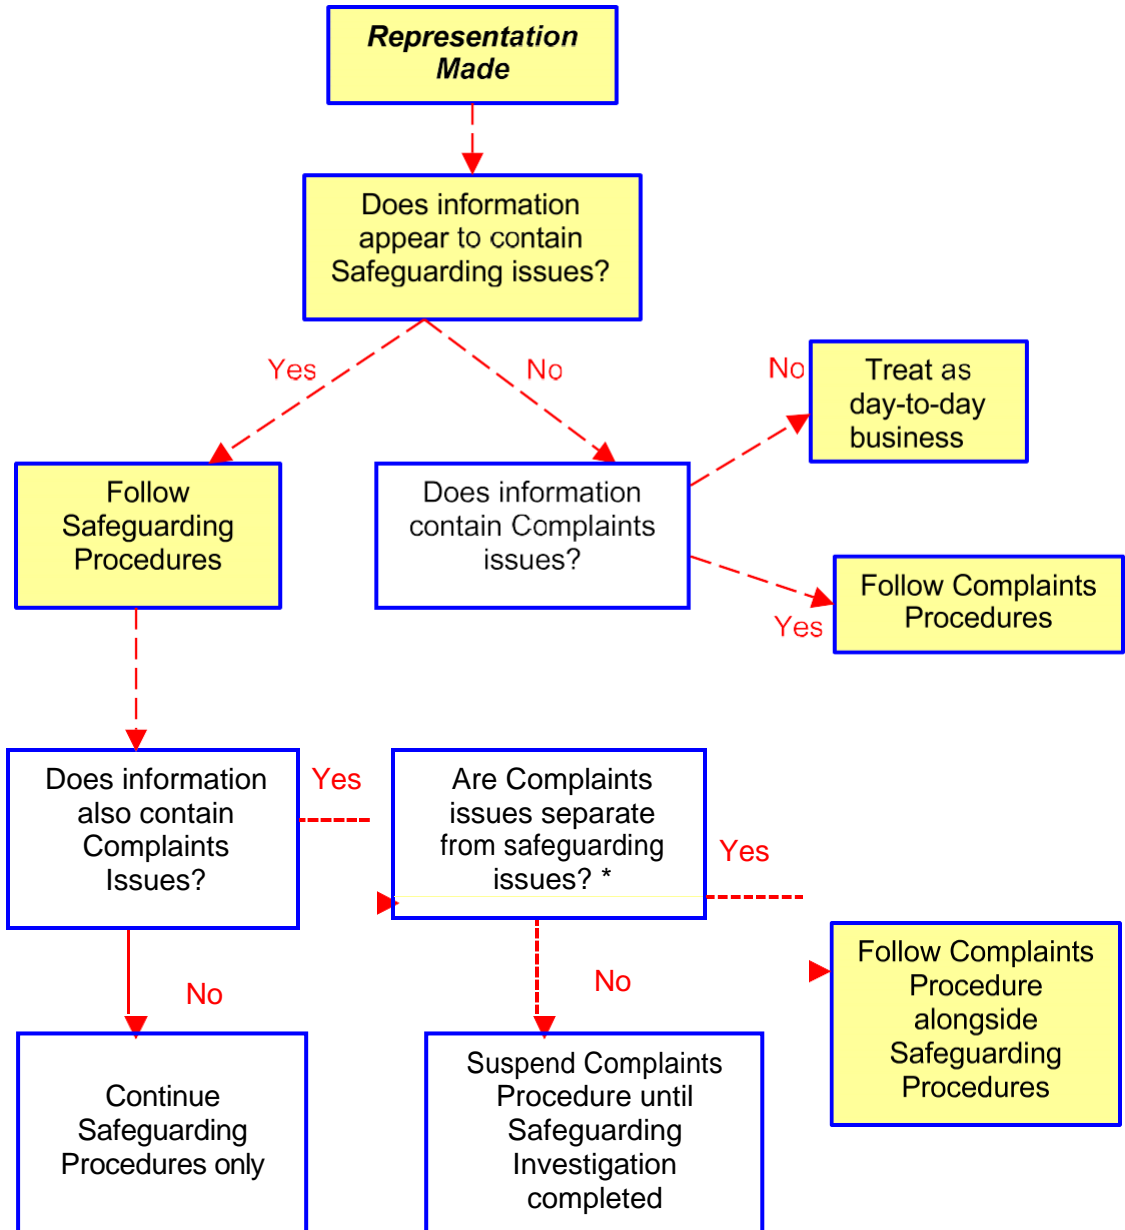 Representation
Made
Does information
appear to contain
Safeguarding issues?
Yes
No
No
Treat as
day-to-day
business
Follow
Safeguarding
Procedures
Does information
contain Complaints
issues?
Follow Complaints
Procedures
Yes
Does information
also contain
Complaints
Issues?
Yes
Are Complaints
issues separate
from safeguarding
issues? *
Yes
No
No
Follow Complaints
Procedure
alongside
Safeguarding
Procedures
Continue
Safeguarding
Procedures only
Suspend Complaints
Procedure until
Safeguarding
Investigation
completed